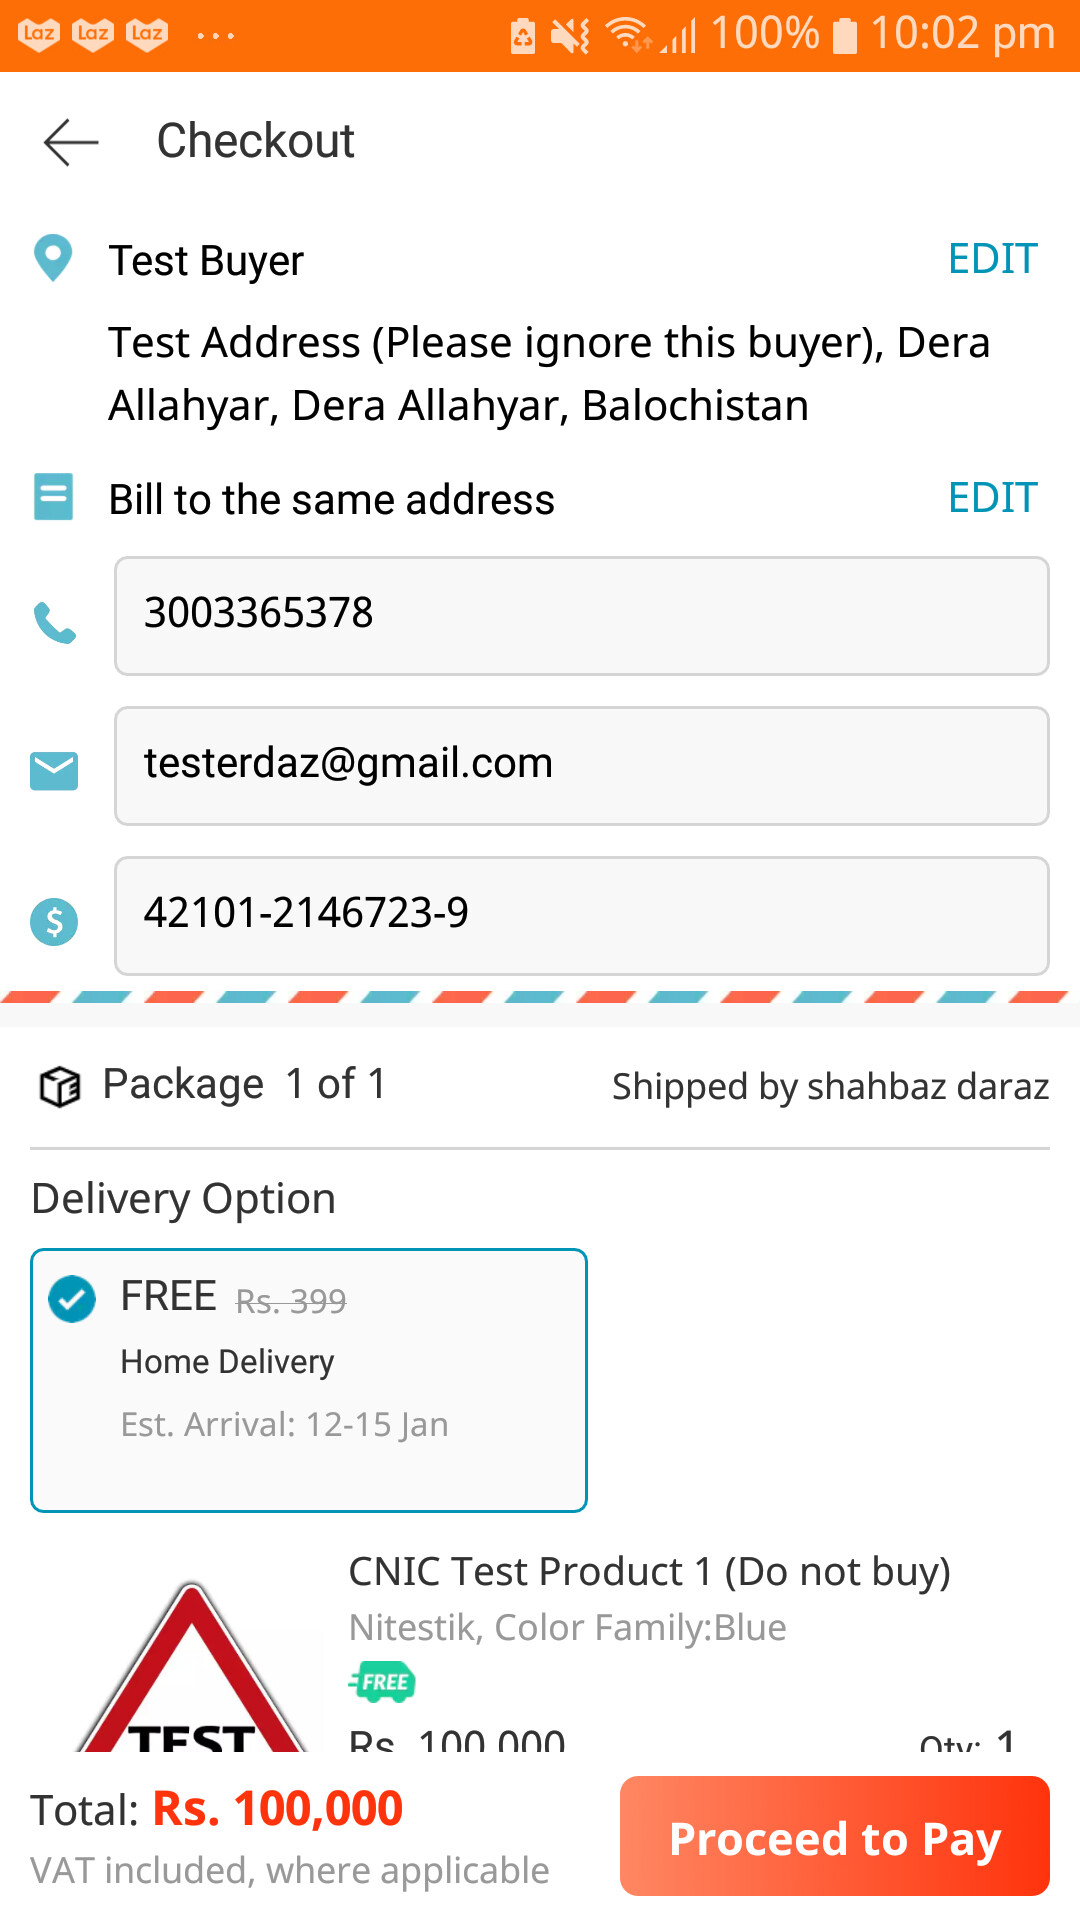 Laz Laz Laz ... 100% 10:02 pm
Checkout
Test Buyer EDIT
Test Address (Please ignore this buyer), Dera
Allahyar, Dera Allahyar, Balochistan
Bill to the same address EDIT
3003365378
testerdaz@gmail.com
$ 42101-2146723-9
Package 1 of 1 Shipped by shahbaz daraz
Delivery Option
FREE Rs. 399
Home Delivery
Est. Arrival: 12-15 Jan
CNIC Test Product 1 (Do not buy)
Nitestik, Color Family:Blue
FREE
TEST
Rs. 100,000 Qty: 1
Total: Rs. 100,000
VAT included, where applicable
Proceed to Pay